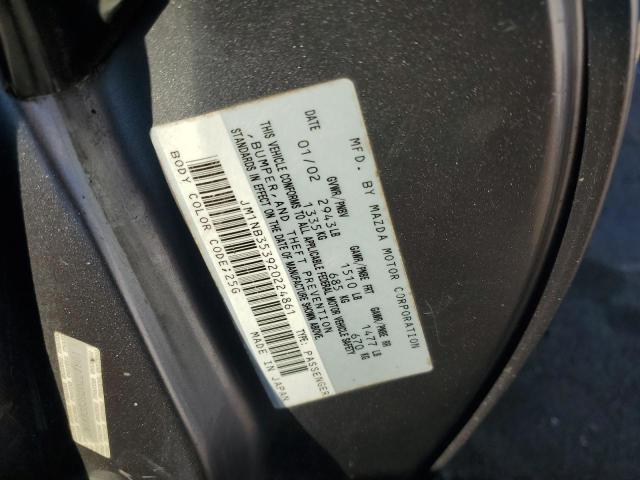 MFD. BY MAZDA MOTOR CORPORATION
DATE GVWR/PNBV GAWR/PNBE FRT GAWR/PNBE RR
01/02 2943LB 1510 LB 1477 LB
1335KG 685 KG 670 KG
THIS VEHICLE CONFORMS TO ALL APPLICABLE FEDERAL MOTOR VEHICLE SAFETY
, BUMPER, AND THEFT PREVENTION
STANDARDS IN EFFECT ON THE DATE OF MANUFACTURE SHOWN ABOVE.
JM1NB353920224861 TYPE: PASSENGER
BODY COLOR CODE;25G MADE IN JAPAN